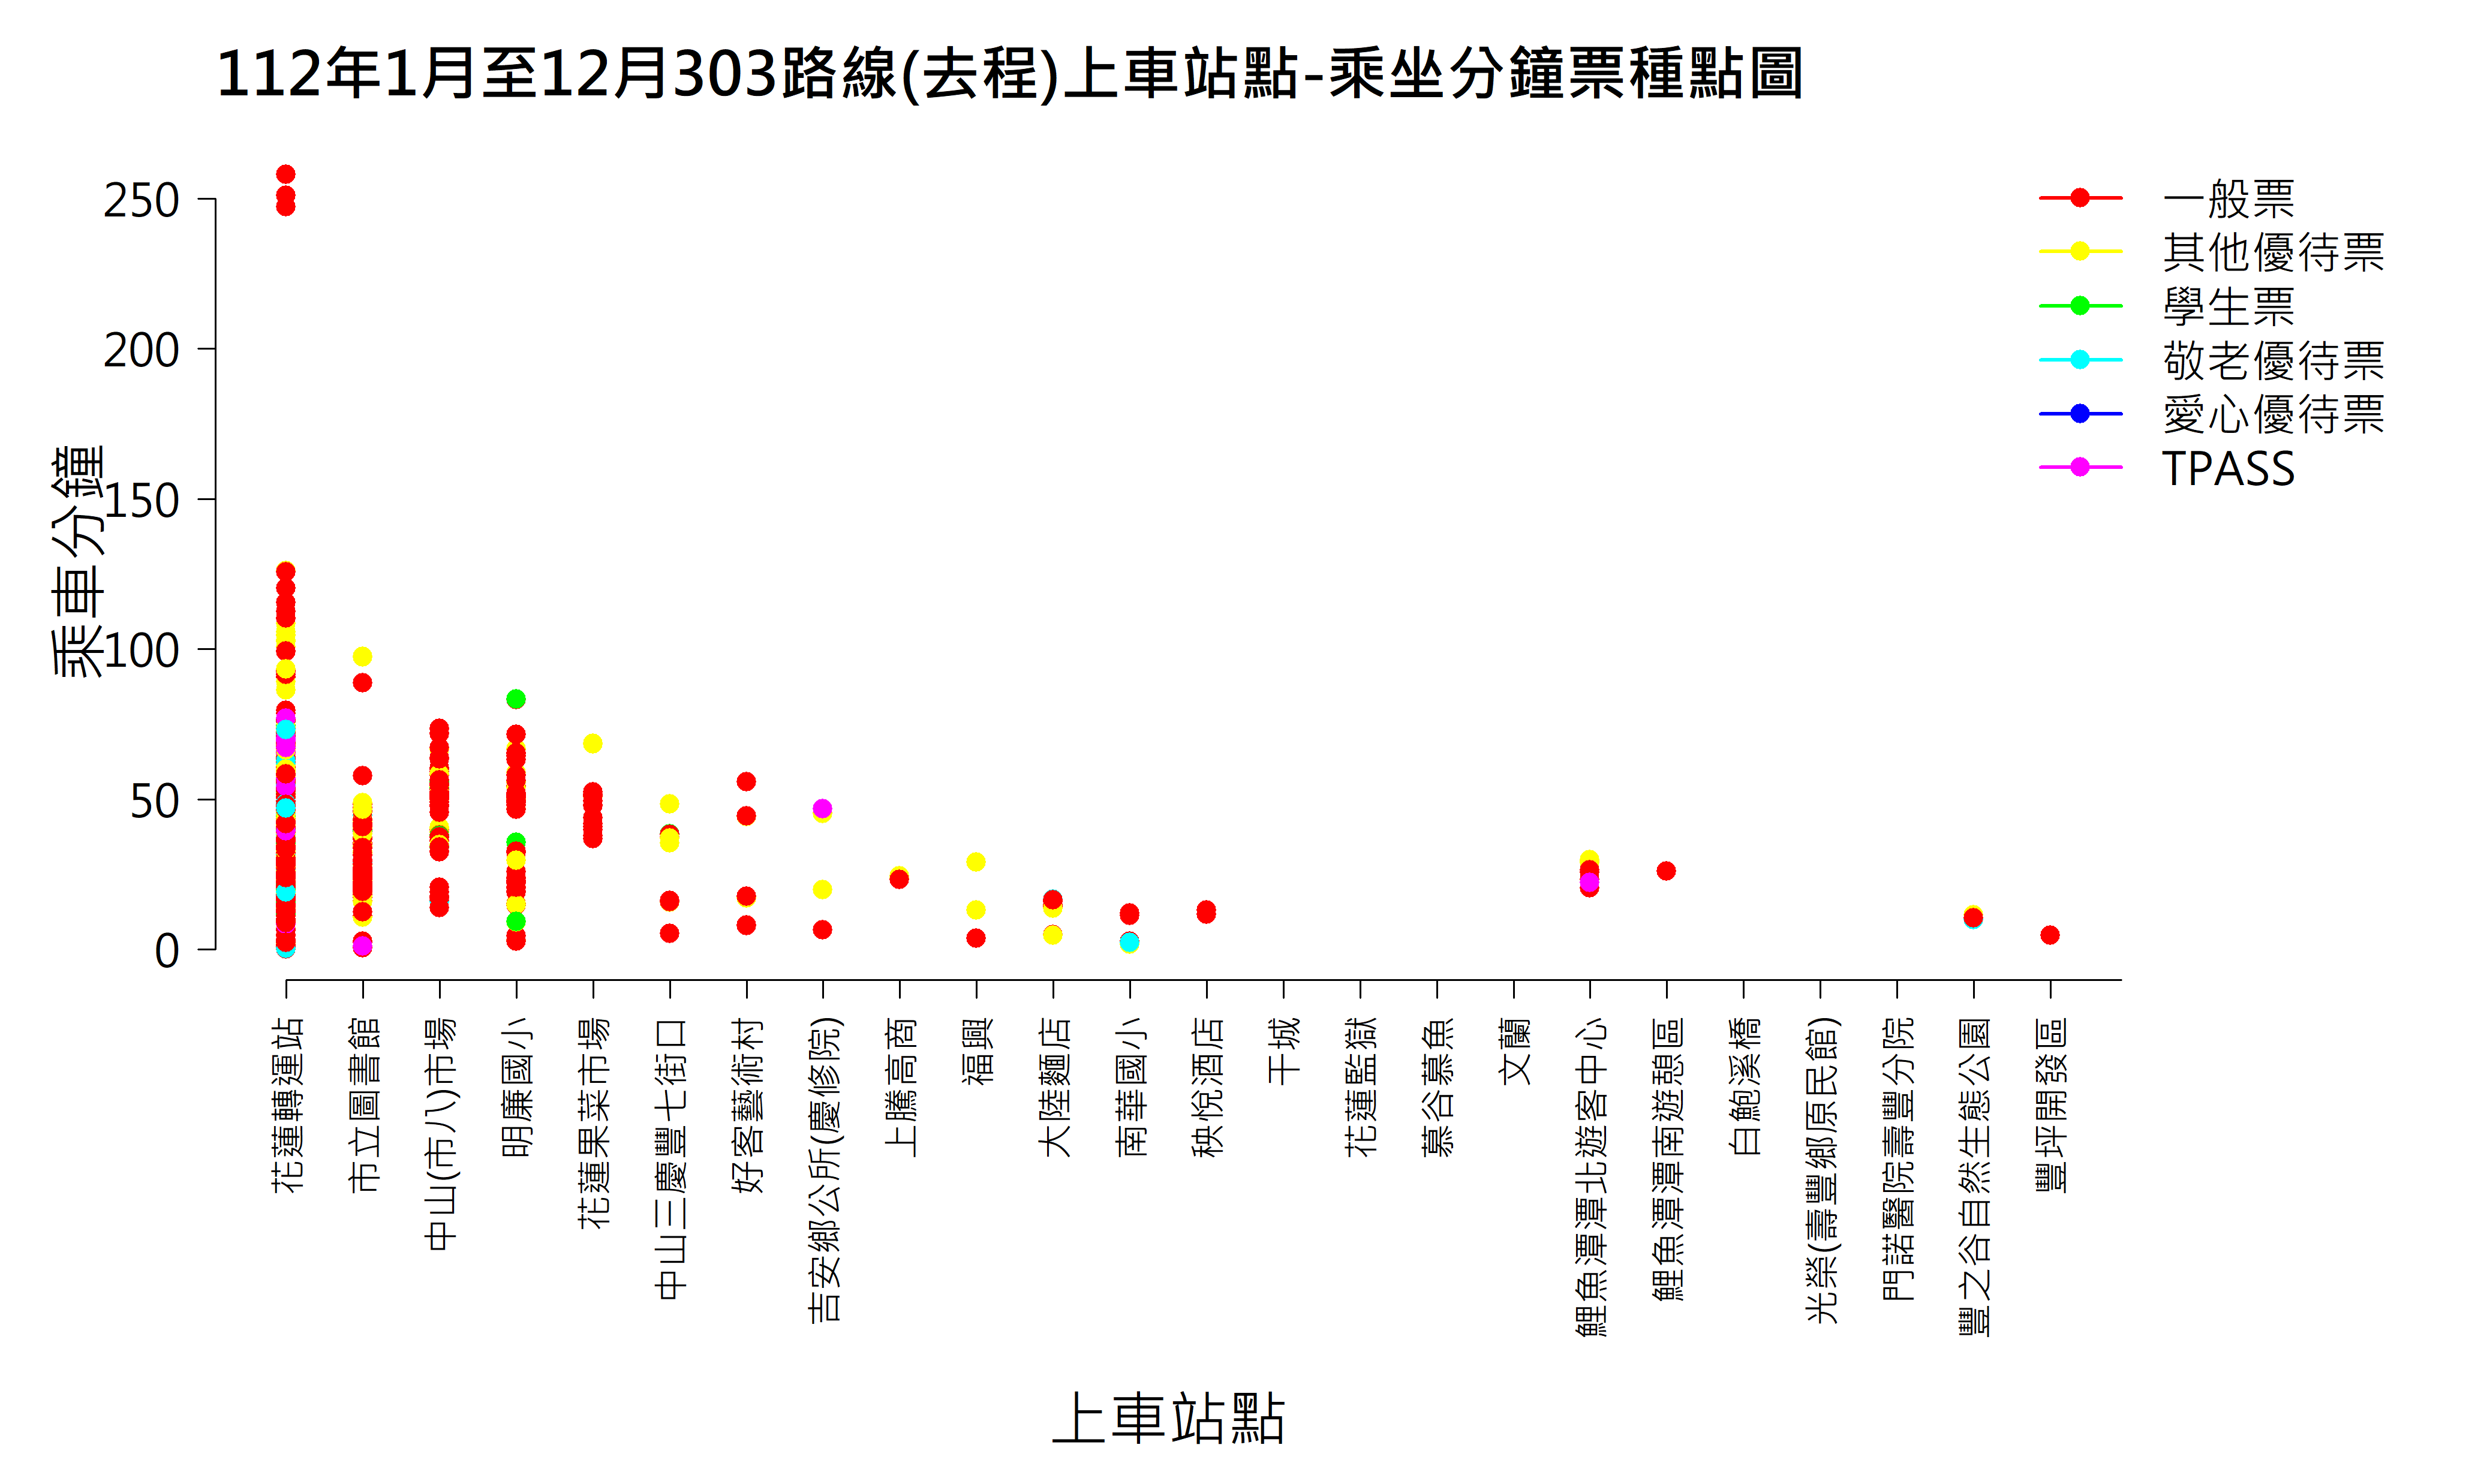 112年1月至12月303路線(去程)上車站點-乘坐分鐘票種點圖
250
200
150
100
50
0
乘車分鐘
一般票
其他優待票
學生票
敬老優待票
愛心優待票
TPASS
花蓮轉運站
市立圖書館
中山(市八)市場
明廉國小
花蓮果菜市場
中山三慶豐七街口
好客藝術村
吉安鄉公所(慶修院)
上騰高商
福興
大陸麵店
南華國小
秧悅酒店
干城
花蓮監獄
慕谷慕魚
文蘭
鯉魚潭潭北遊客中心
鯉魚潭潭南遊憩區
白鮑溪橋
光榮(壽豐鄉原民館)
門諾醫院壽豐分院
豐之谷自然生態公園
豐坪開發區
上車站點